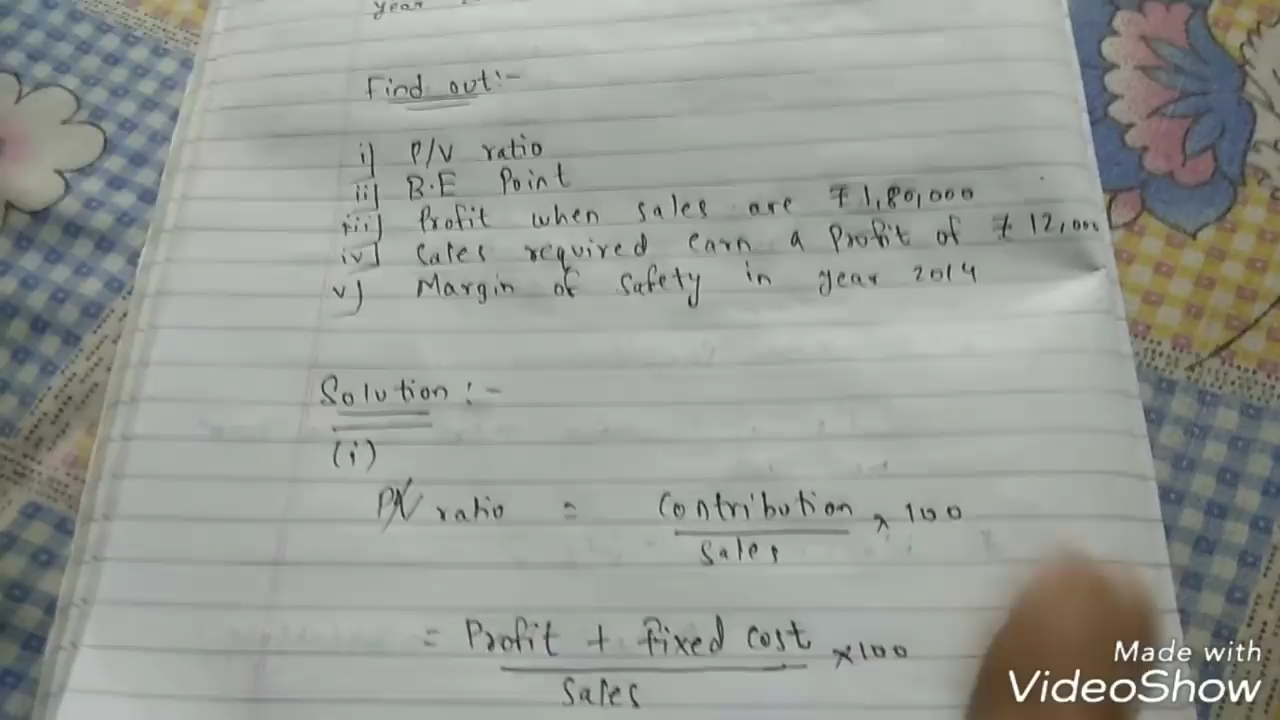 year
Find out:-
i] P/V ratio
ii] B.E Point
iii] Profit when sales are ₹ 1,80,000
iv] Sales required earn a Profit of ₹ 12,000
v] Margin of Safety in year 2014
Solution :-
(i)
P/V ratio = Contribution × 100
Sales
= Profit + Fixed cost ×100
Sales
Made with
VideoShow